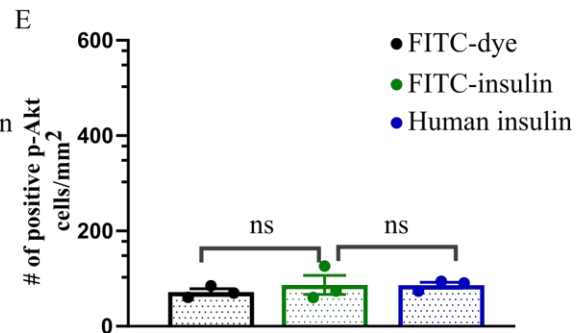 E
600
400
200
0
n
# of positive p-Akt
cells/mm2
FITC-dye
FITC-insulin
Human insulin
ns
ns